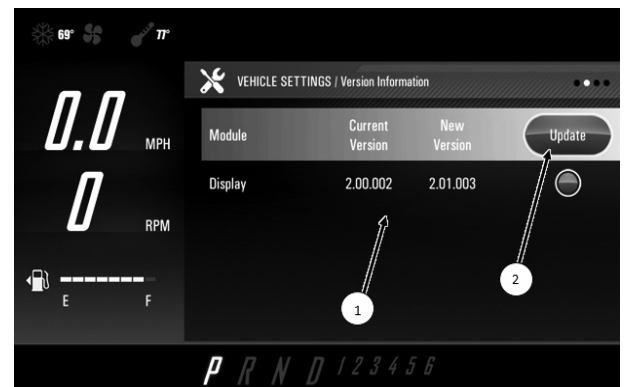 69° 77°
VEHICLE SETTINGS / Version Information
0.0 MPH
Module Current Version New Version Update
Display 2.00.002 2.01.003
0 RPM
E F
1
2
P R N D 1 2 3 4 5 6